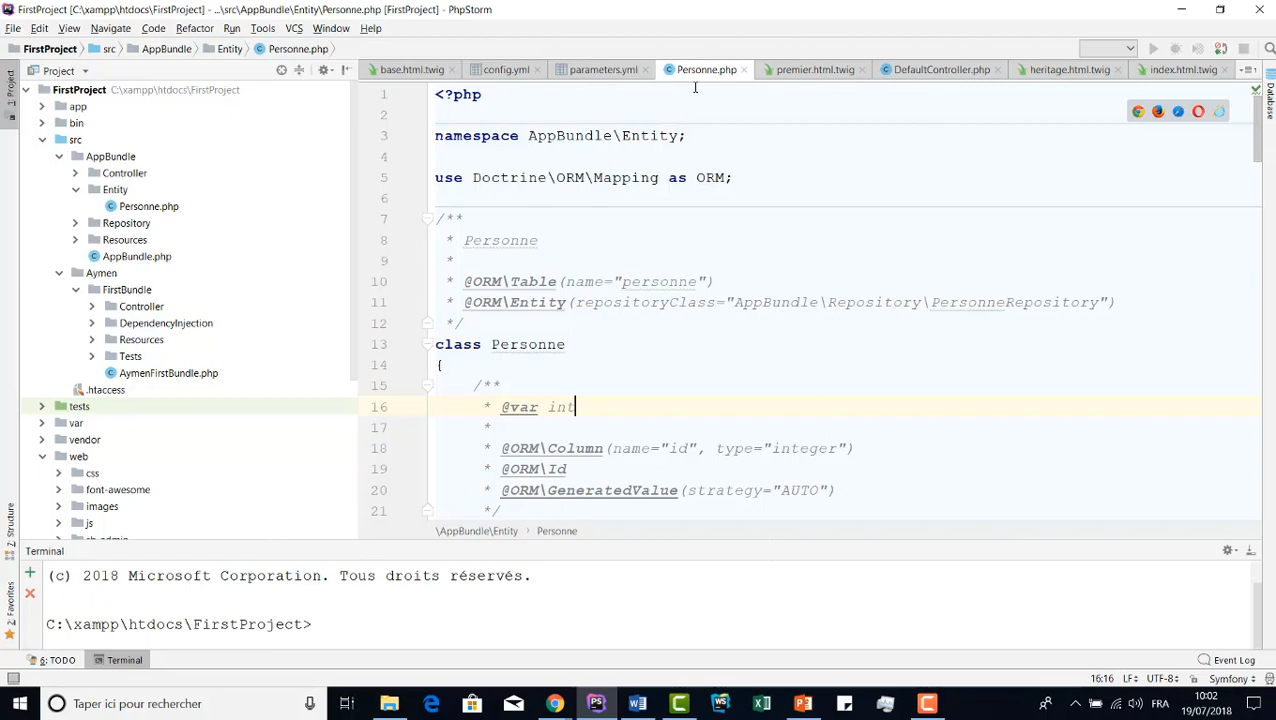 FirstProject [C:\xampp\htdocs\FirstProject] - ...\src\AppBundle\Entity\Personne.php [FirstProject] - PhpStorm
File Edit View Navigate Code Refactor Run Tools VCS Window Help
FirstProject src AppBundle Entity Personne.php
Project
base.html.twig config.yml parameters.yml Personne.php premier.html.twig DefaultController.php heritage.html.twig index.html.twig
1: Project
Database
FirstProject C:\xampp\htdocs\FirstProject
app
bin
src
AppBundle
Controller
Entity
Personne.php
Repository
Resources
AppBundle.php
Aymen
FirstBundle
Controller
DependencyInjection
Resources
Tests
AymenFirstBundle.php
.htaccess
tests
var
vendor
web
css
font-awesome
images
js
1 <?php
2
3 namespace AppBundle\Entity;
4
5 use Doctrine\ORM\Mapping as ORM;
6
7 /**
8 * Personne
9 *
10 * @ORM\Table(name="personne")
11 * @ORM\Entity(repositoryClass="AppBundle\Repository\PersonneRepository")
12 */
13 class Personne
14 {
15 /**
16 * @var int
17 *
18 * @ORM\Column(name="id", type="integer")
19 * @ORM\Id
20 * @ORM\GeneratedValue(strategy="AUTO")
21 */
\AppBundle\Entity Personne
7: Structure
2: Favorites
Terminal
(c) 2018 Microsoft Corporation. Tous droits réservés.
C:\xampp\htdocs\FirstProject>
6: TODO Terminal Event Log
16:16 LF UTF-8 Symfony
Taper ici pour rechercher
FRA
10:02
19/07/2018